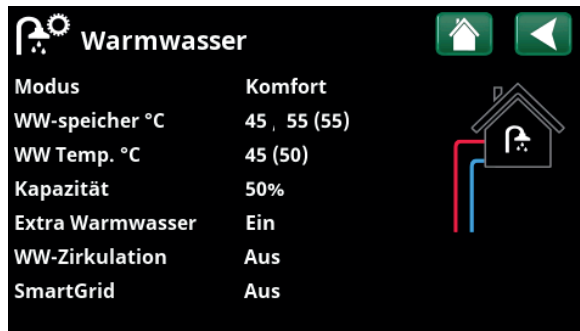 Warmwasser
Modus Komfort
WW-speicher °C 45 , 55 (55)
WW Temp. °C 45 (50)
Kapazität 50%
Extra Warmwasser Ein
WW-Zirkulation Aus
SmartGrid Aus